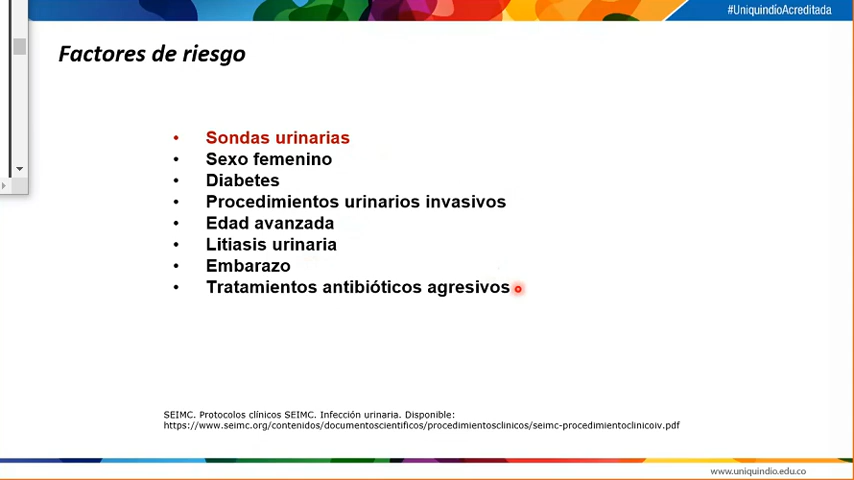 #UniquindíoAcreditada
Factores de riesgo
• Sondas urinarias
• Sexo femenino
• Diabetes
• Procedimientos urinarios invasivos
• Edad avanzada
• Litiasis urinaria
• Embarazo
• Tratamientos antibióticos agresivos
SEIMC. Protocolos clínicos SEIMC. Infección urinaria. Disponible:
https://www.seimc.org/contenidos/documentoscientificos/procedimientosclinicos/seimc-procedimientoclinicoiv.pdf
www.uniquindio.edu.co